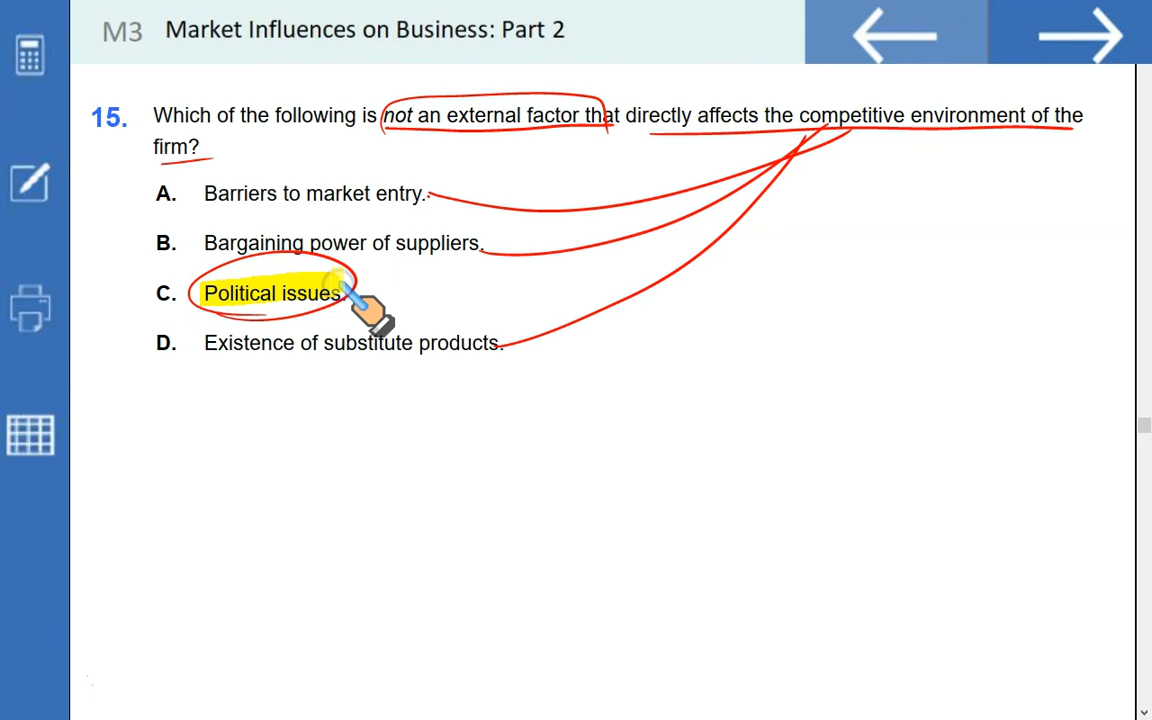 M3 Market Influences on Business: Part 2
15. Which of the following is not an external factor that directly affects the competitive environment of the
firm?
A. Barriers to market entry.
B. Bargaining power of suppliers.
C. Political issues.
D. Existence of substitute products.